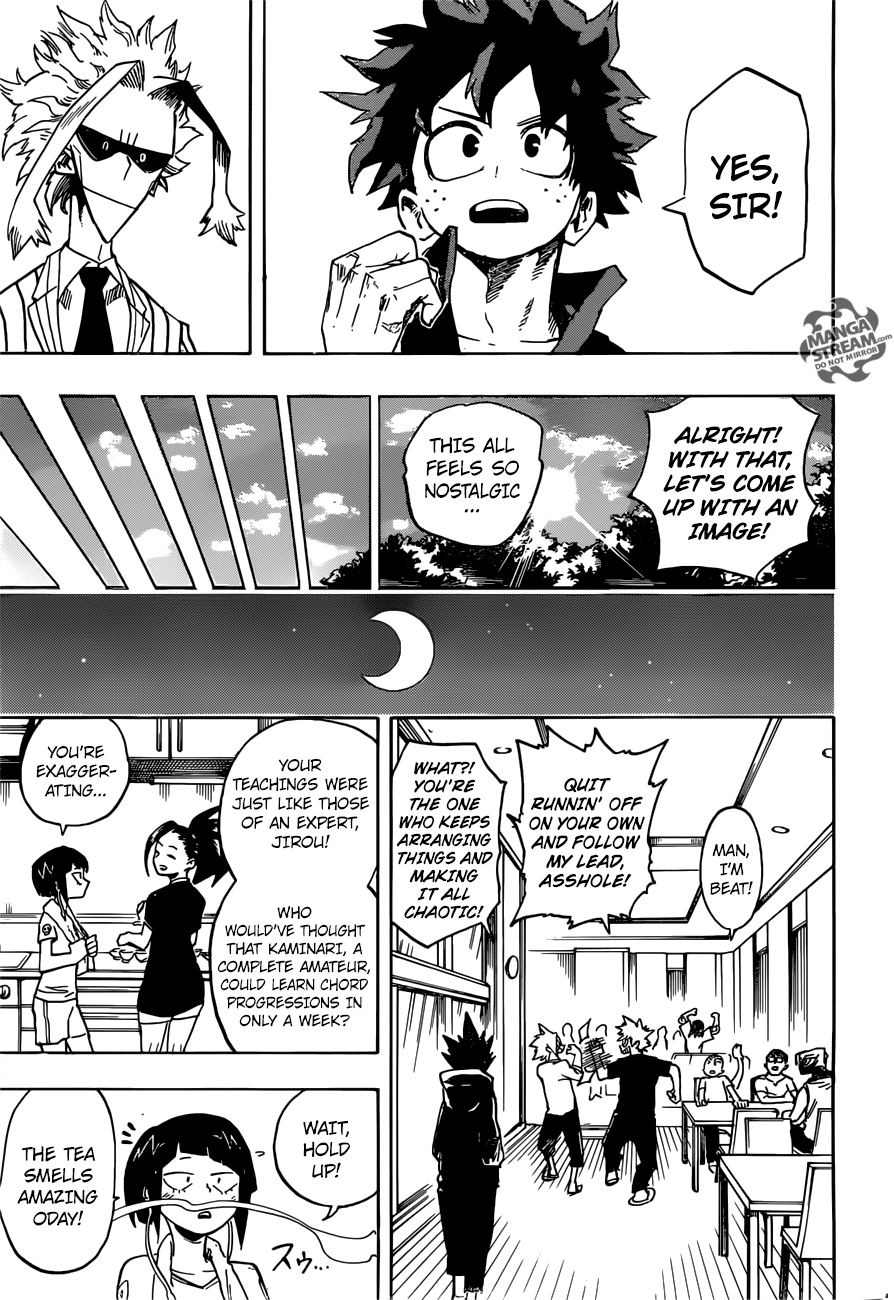 YES,
SIR!
MANGA
STREAM.com
DO NOT MIRROR
ALRIGHT!
WITH THAT,
LET'S COME
UP WITH AN
IMAGE!
THIS ALL
FEELS SO
NOSTALGIC
...
MAN,
I'M
BEAT!
QUIT
RUNNIN' OFF
ON YOUR OWN
AND FOLLOW
MY LEAD,
ASSHOLE!
WHAT?!
YOU'RE
THE ONE
WHO KEEPS
ARRANGING
THINGS AND
MAKING
IT ALL
CHAOTIC!
YOUR
TEACHINGS WERE
JUST LIKE THOSE
OF AN EXPERT,
JIROU!
WHO
WOULD'VE THOUGHT
THAT KAMINARI, A
COMPLETE AMATEUR,
COULD LEARN CHORD
PROGRESSIONS IN
ONLY A WEEK?
YOU'RE
EXAGGER-
ATING...
WAIT,
HOLD
UP!
THE TEA
SMELLS
AMAZING
ODAY!
スゥ...